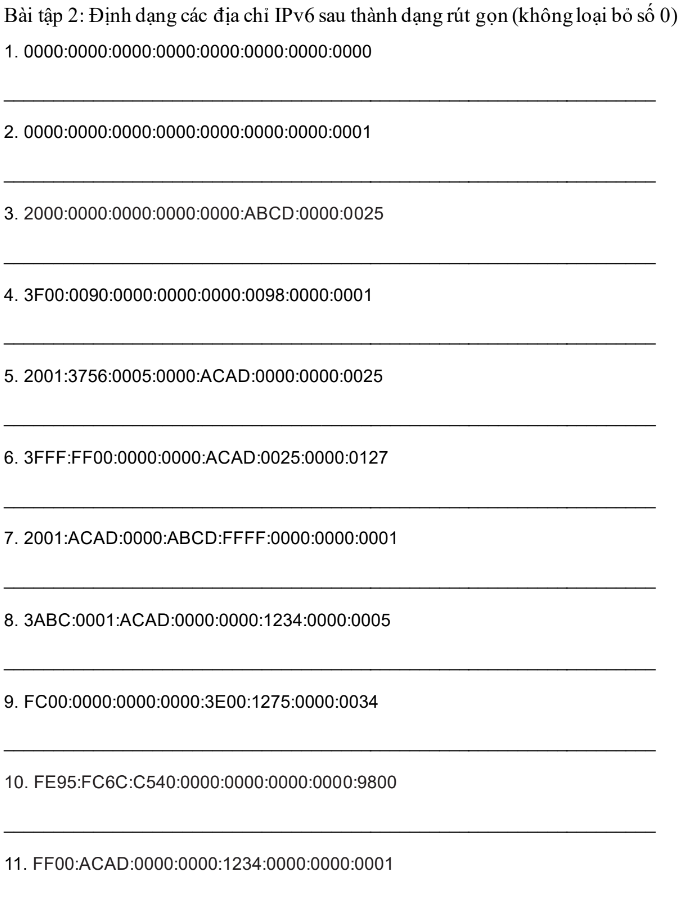 Bài tập 2: Định dạng các địa chỉ IPv6 sau thành dạng rút gọn (không loại bỏ số 0)
1. 0000:0000:0000:0000:0000:0000:0000:0000
2. 0000:0000:0000:0000:0000:0000:0000:0001
3. 2000:0000:0000:0000:0000:ABCD:0000:0025
4. 3F00:0090:0000:0000:0000:0098:0000:0001
5. 2001:3756:0005:0000:ACAD:0000:0000:0025
6. 3FFF:FF00:0000:0000:ACAD:0025:0000:0127
7. 2001:ACAD:0000:ABCD:FFFF:0000:0000:0001
8. 3ABC:0001:ACAD:0000:0000:1234:0000:0005
9. FC00:0000:0000:0000:3E00:1275:0000:0034
10. FE95:FC6C:C540:0000:0000:0000:0000:9800
11. FF00:ACAD:0000:0000:1234:0000:0000:0001